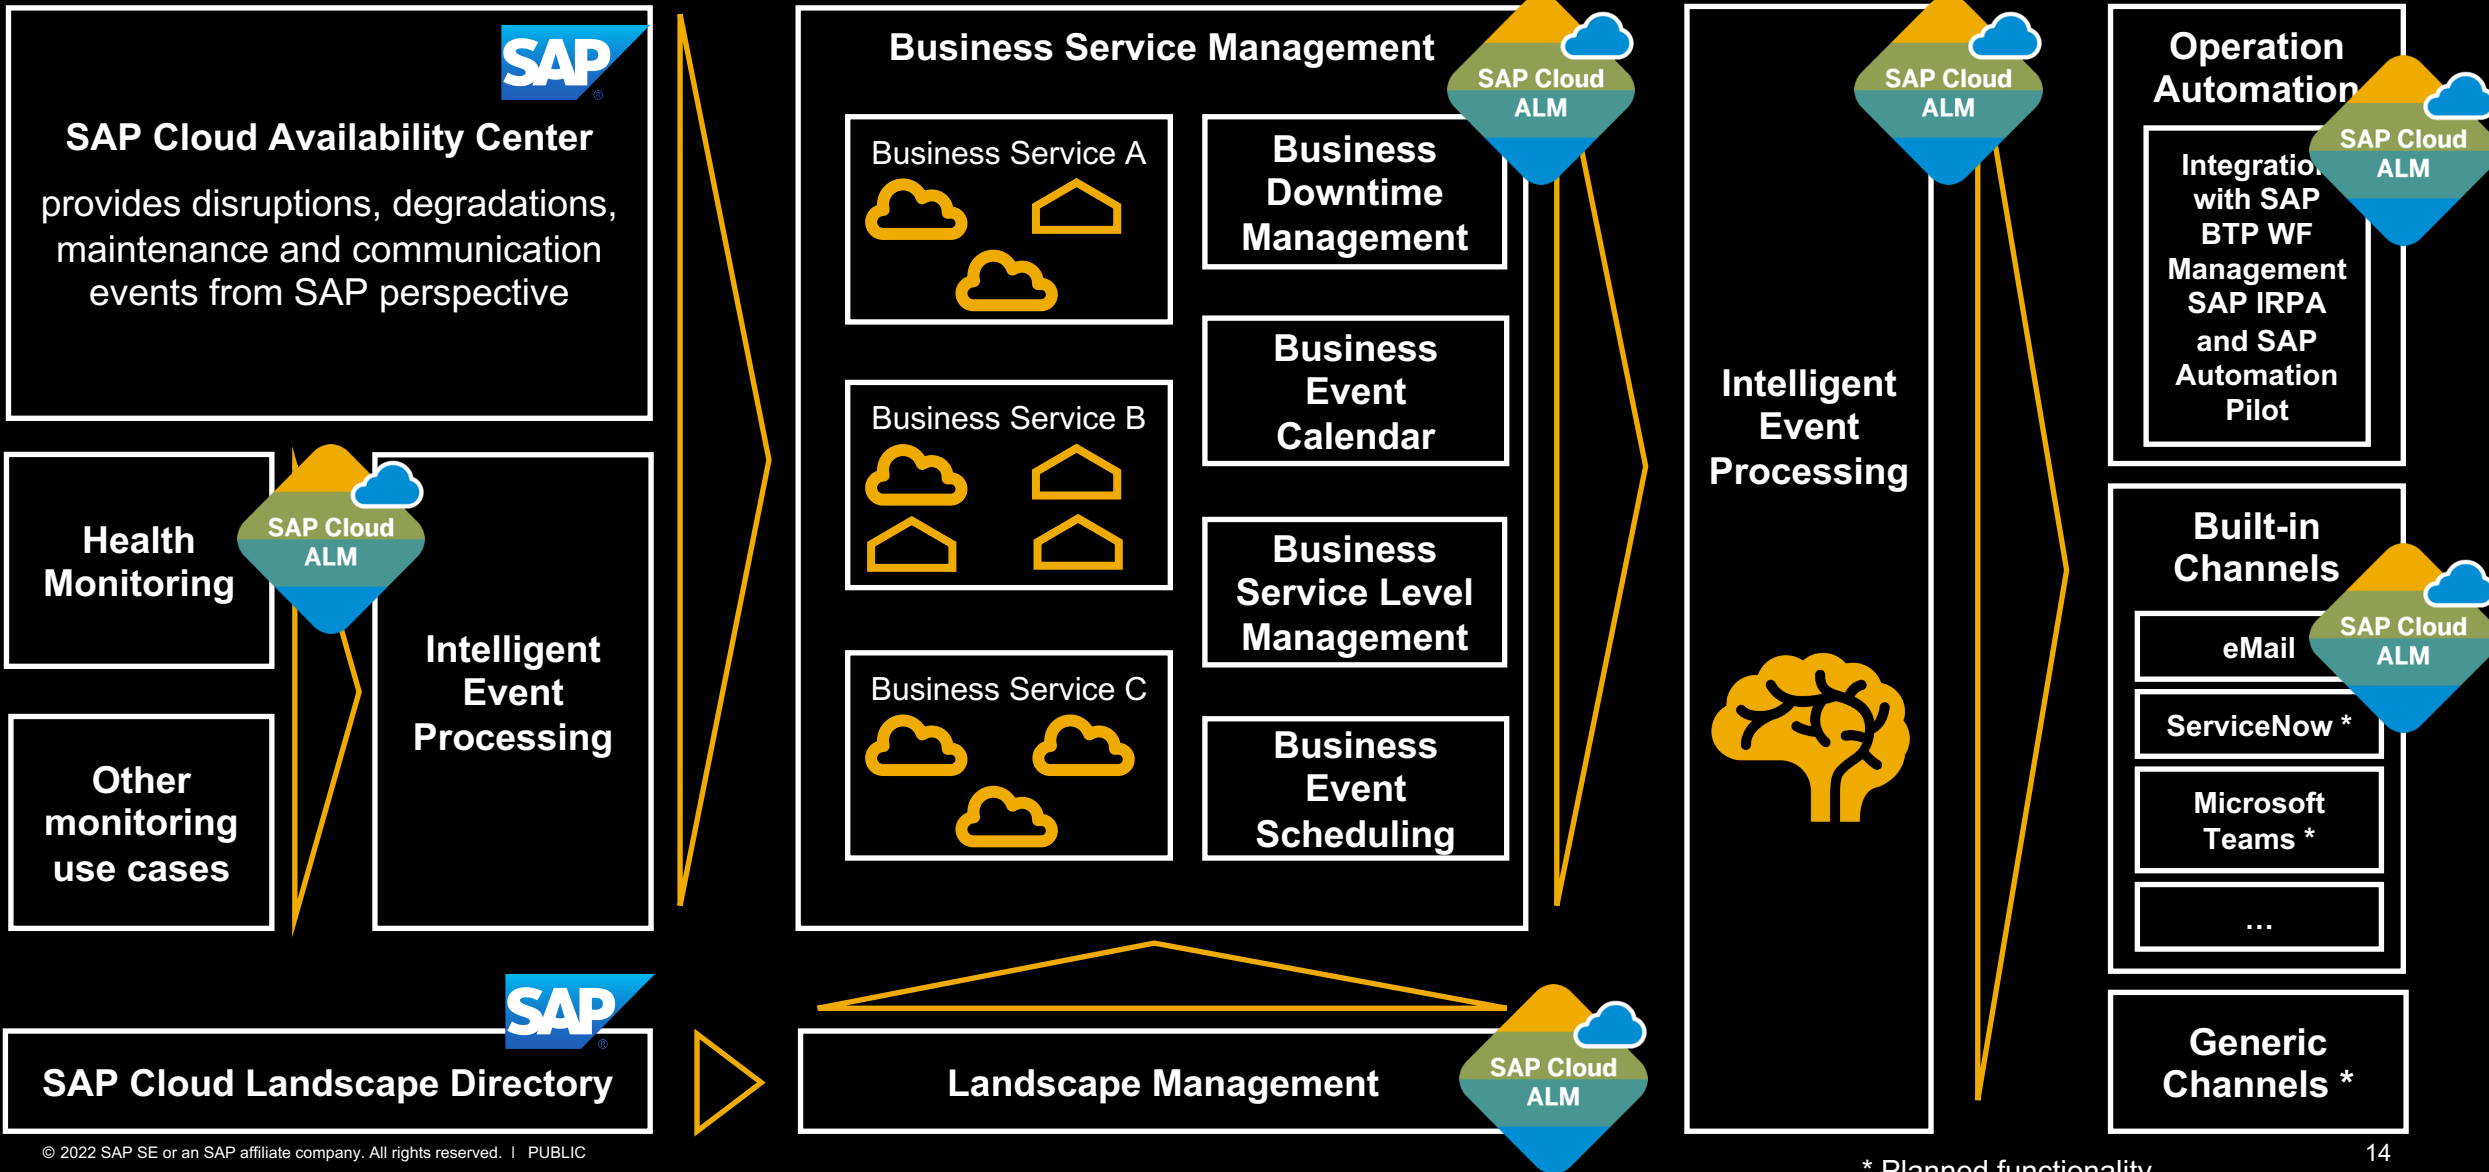 SAP
®
SAP Cloud Availability Center
provides disruptions, degradations,
maintenance and communication
events from SAP perspective
Health
Monitoring
SAP Cloud
ALM
Other
monitoring
use cases
Intelligent
Event
Processing
SAP
®
SAP Cloud Landscape Directory
Business Service Management
SAP Cloud
ALM
Business Service A
Business Service B
Business Service C
Business
Downtime
Management
Business
Event
Calendar
Business
Service Level
Management
Business
Event
Scheduling
Landscape Management
SAP Cloud
ALM
SAP Cloud
ALM
Intelligent
Event
Processing
Operation
Automation
SAP Cloud
ALM
Integration
with SAP
BTP WF
Management
SAP IRPA
and SAP
Automation
Pilot
Built-in
Channels
SAP Cloud
ALM
eMail
ServiceNow *
Microsoft
Teams *
...
Generic
Channels *
© 2022 SAP SE or an SAP affiliate company. All rights reserved. | PUBLIC
* Planned functionality
14